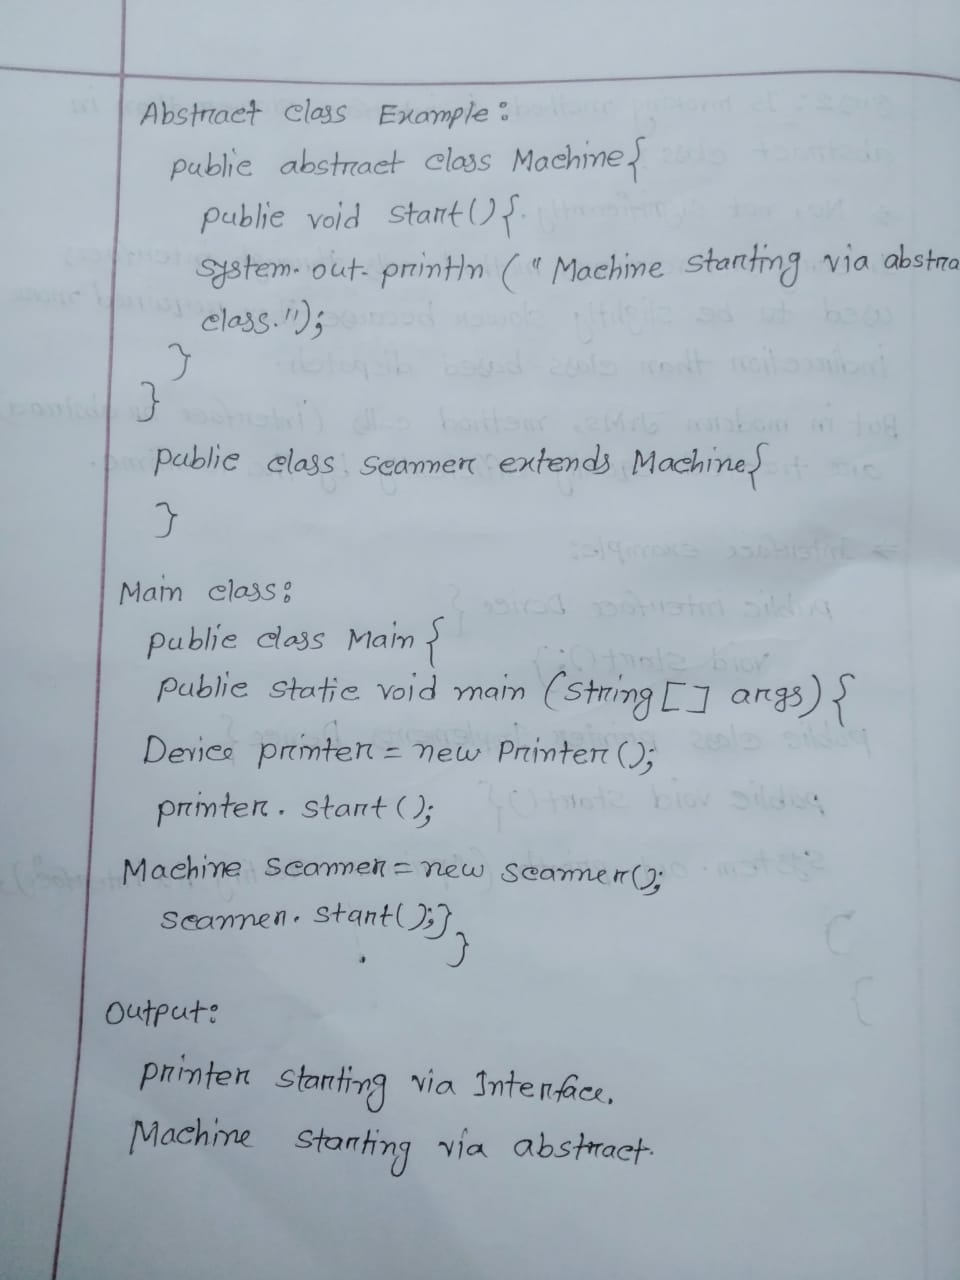 Abstract class Example:
public abstract class Machine{
public void start(){
System.out.println ("Machine starting via abstra
class.");
}
}
public class scanner extends Machine{
}
Main class:
public class Main {
public static void main (String [] args) {
Device printer = new Printer ();
printer. start ();
Machine scanner = new scanner();
scanner. start();}
}
Output:
printer starting via Interface.
Machine starting via abstract.